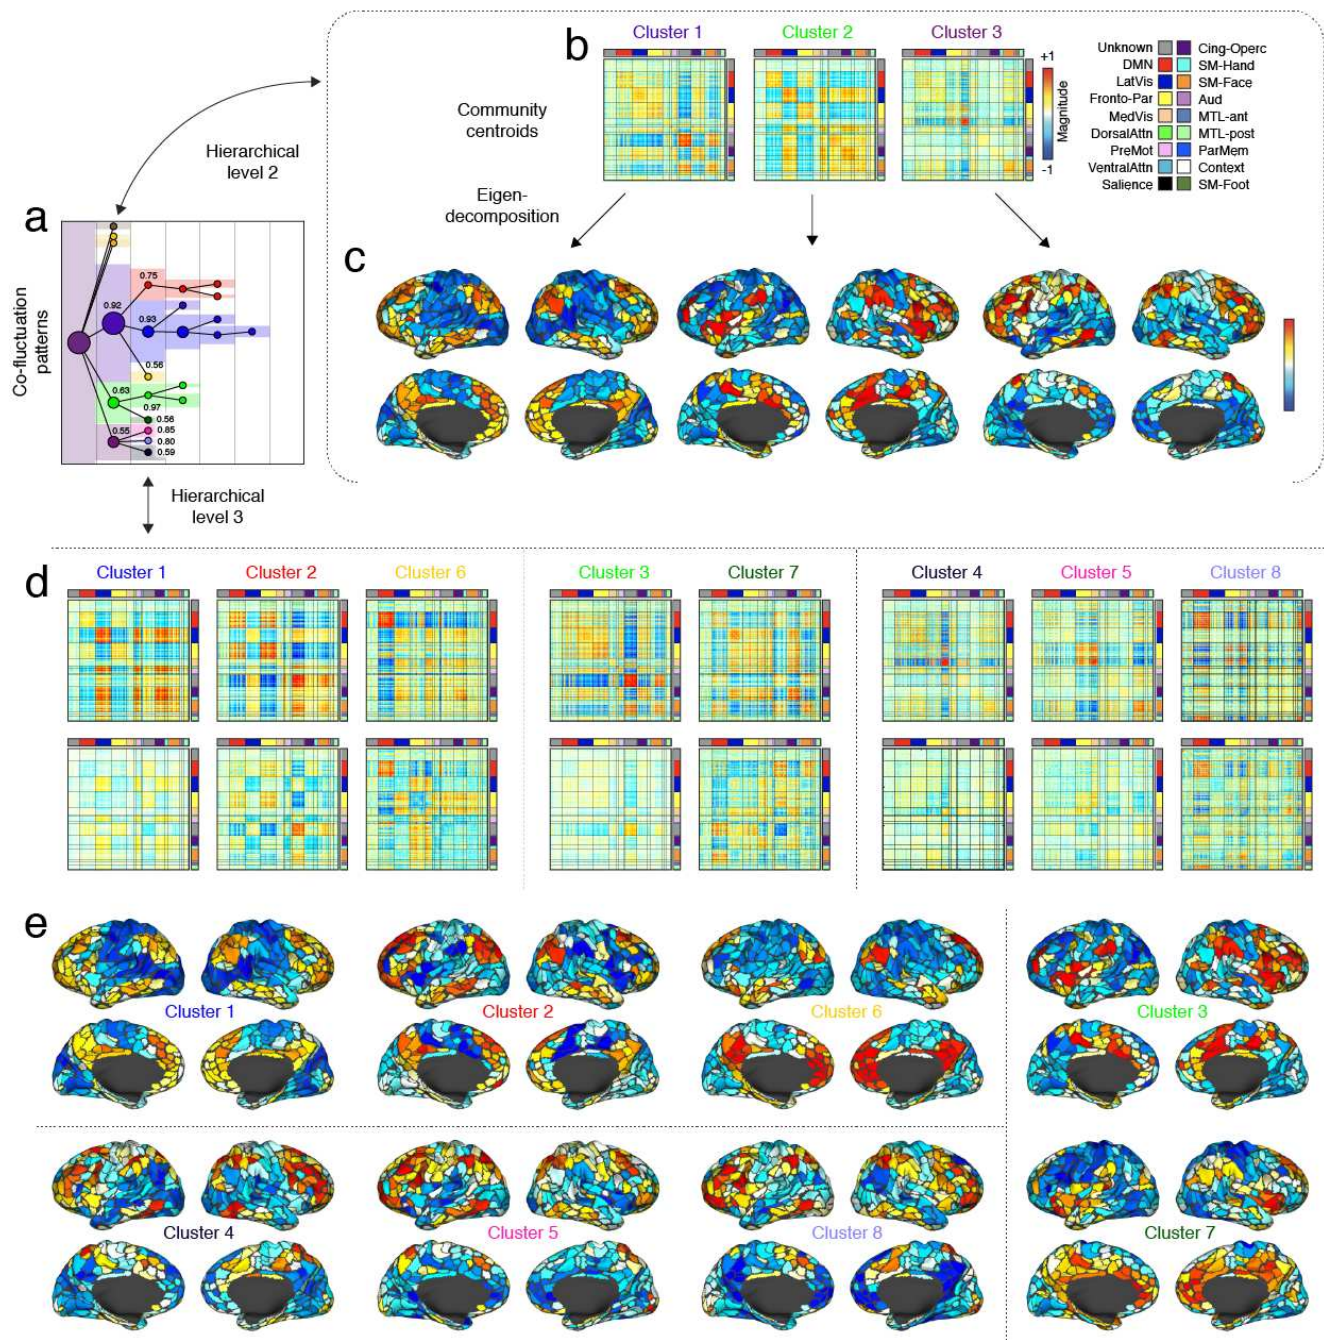 b
Cluster 1
Cluster 2
Cluster 3
Community
centroids
+1
Magnitude
-1
Unknown
DMN
LatVis
Fronto-Par
MedVis
DorsalAttn
PreMot
VentralAttn
Salience
Cing-Operc
SM-Hand
SM-Face
Aud
MTL-ant
MTL-post
ParMem
Context
SM-Foot
Hierarchical
level 2
Eigen-
decomposition
a
Co-fluctuation
patterns
0.75
0.92
0.93
0.56
0.63
0.97
0.56
0.55
0.85
0.80
0.59
c
Hierarchical
level 3
d
Cluster 1
Cluster 2
Cluster 6
Cluster 3
Cluster 7
Cluster 4
Cluster 5
Cluster 8
e
Cluster 1
Cluster 2
Cluster 6
Cluster 3
Cluster 4
Cluster 5
Cluster 8
Cluster 7